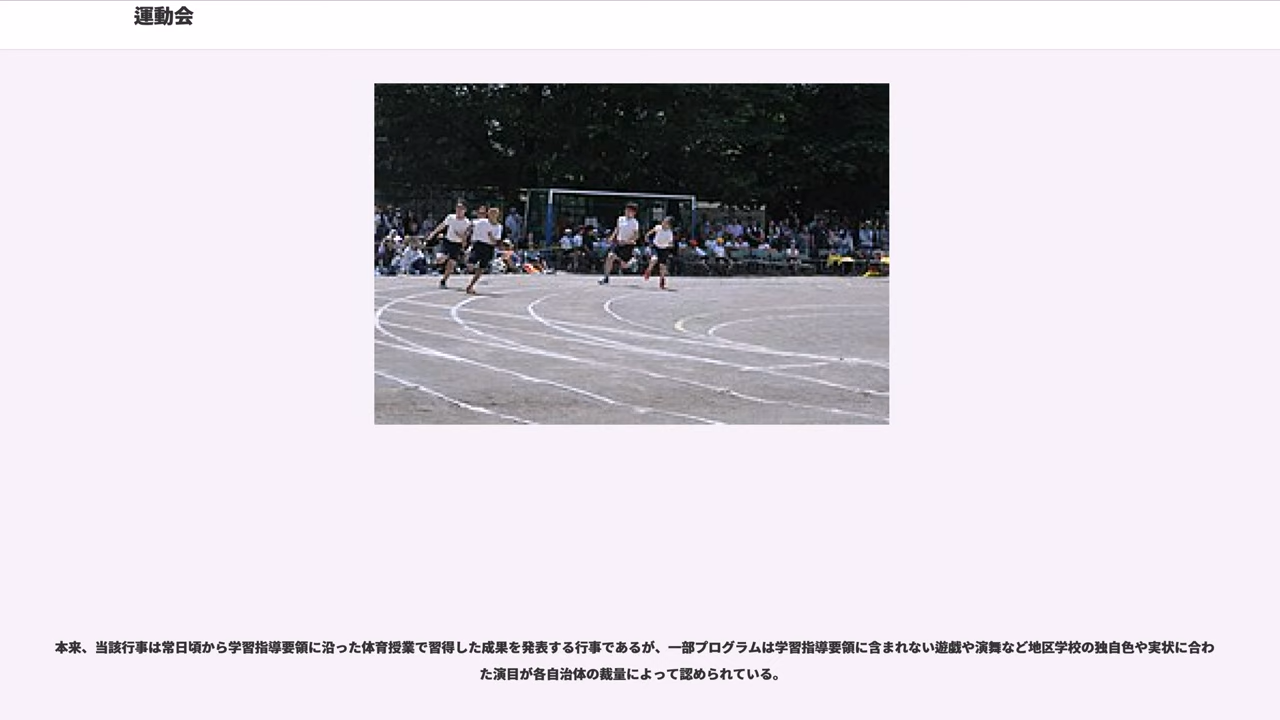 運動会
本来、当該行事は常日頃から学習指導要領に沿った体育授業で習得した成果を発表する行事であるが、一部プログラムは学習指導要領に含まれない遊戯や演舞など地区学校の独自色や実状に合わ
た演目が各自治体の裁量によって認められている。